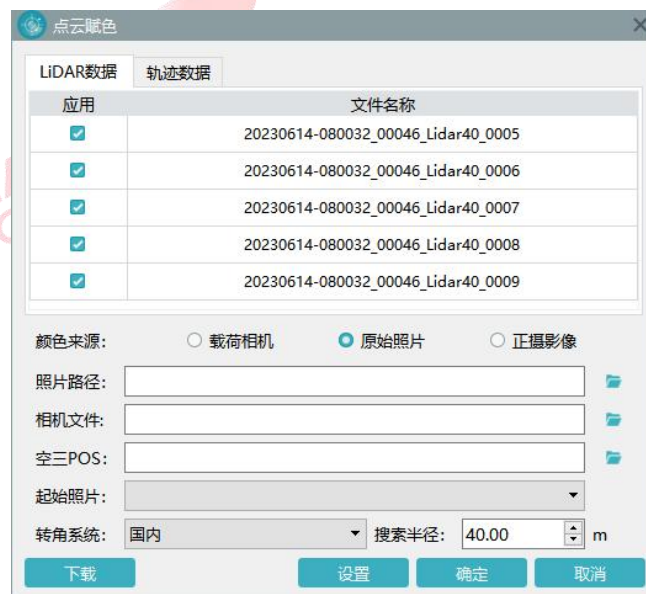 点云赋色
LiDAR数据 轨迹数据
应用 文件名称
20230614-080032_00046_Lidar40_0005
20230614-080032_00046_Lidar40_0006
20230614-080032_00046_Lidar40_0007
20230614-080032_00046_Lidar40_0008
20230614-080032_00046_Lidar40_0009
颜色来源: 载荷相机 原始照片 正摄影像
照片路径:
相机文件:
空三POS:
起始照片:
转角系统: 国内 搜索半径: 40.00 m
下载 设置 确定 取消